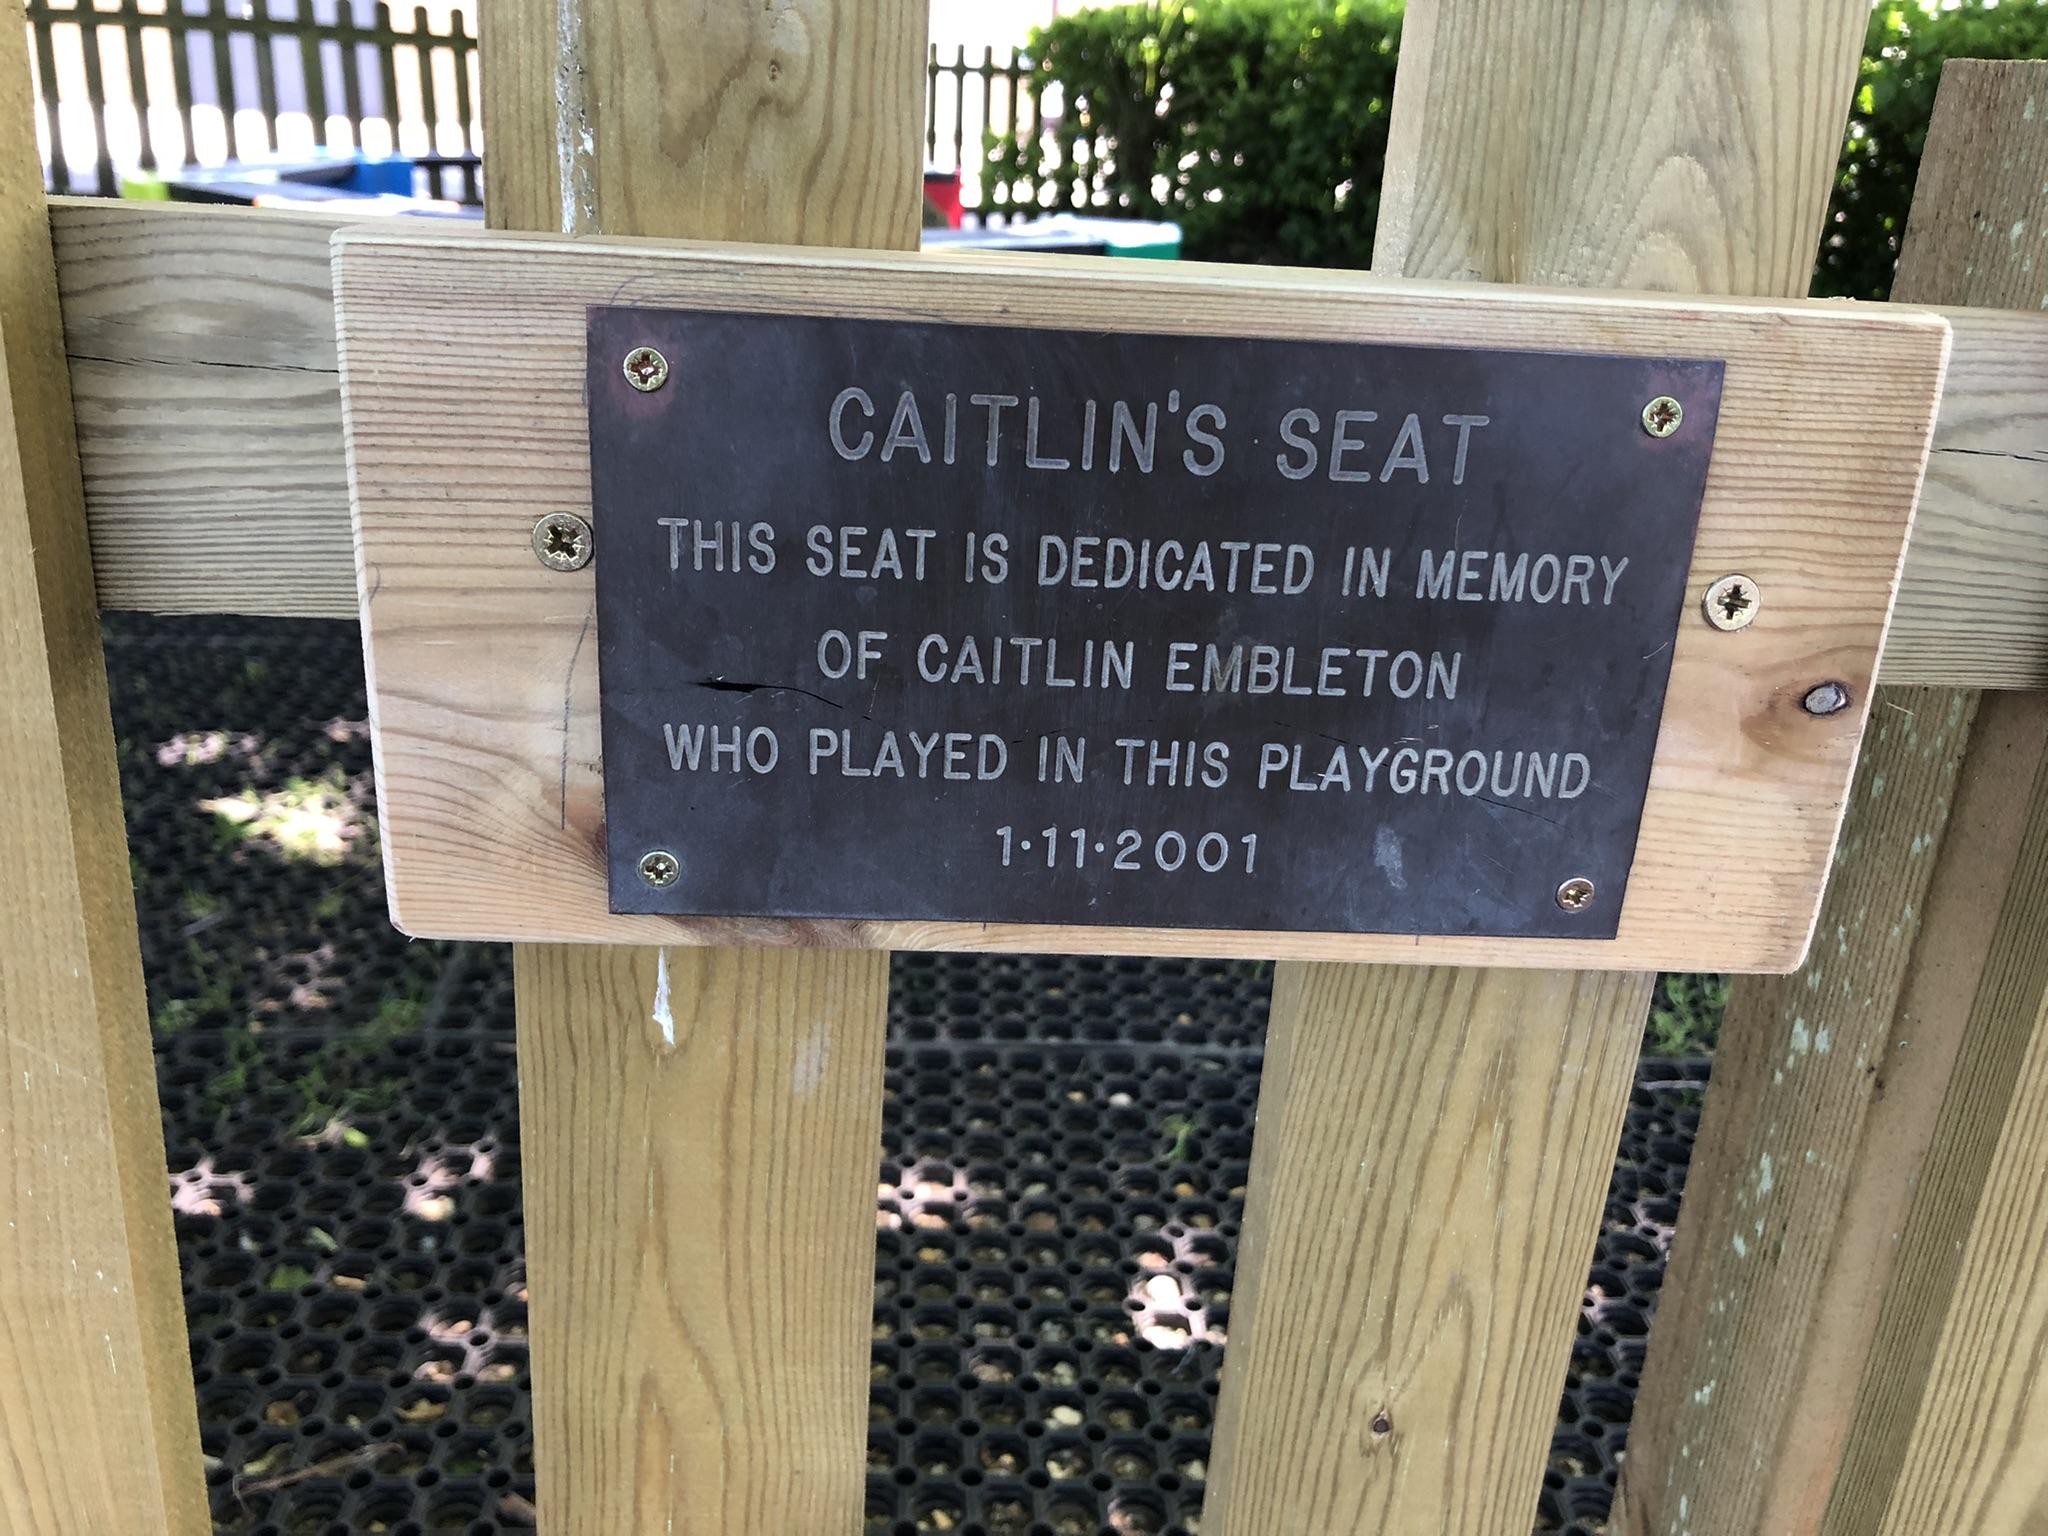 CAITLIN'S SEAT
THIS SEAT IS DEDICATED IN MEMORY
OF CAITLIN EMBLETON
WHO PLAYED IN THIS PLAYGROUND
1·11·2001